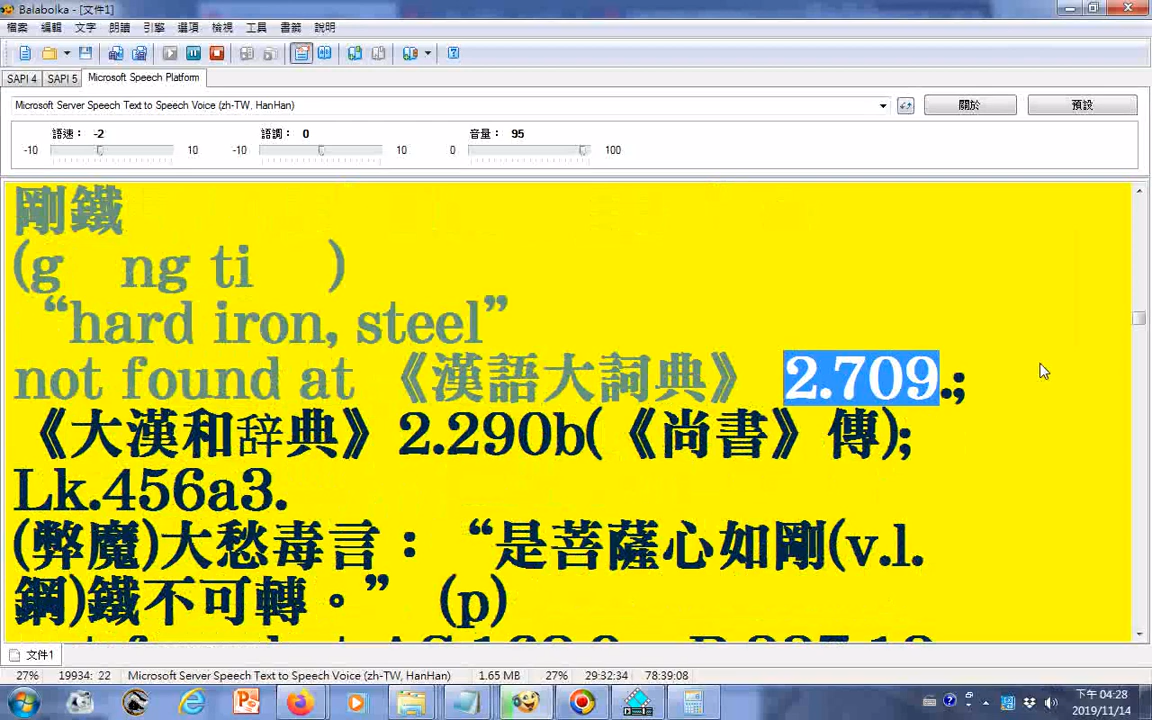 Balabolka - [文件1]
檔案 編輯 文字 朗讀 引擎 選項 檢視 工具 書籤 說明
SAPI 4 SAPI 5 Microsoft Speech Platform
Microsoft Server Speech Text to Speech Voice (zh-TW, HanHan) 關於 預設
語速： -2 語調： 0 音量： 95
-10 10 -10 10 0 100
剛鐵
(g ng ti )
“hard iron, steel”
not found at 《漢語大詞典》 2.709.;
《大漢和辞典》2.290b(《尚書》傳);
Lk.456a3.
(弊魔)大愁毒言：“是菩薩心如剛(v.l.
鋼)鐵不可轉。” (p)
文件1
27% 19934: 22 Microsoft Server Speech Text to Speech Voice (zh-TW, HanHan) 1.65 MB 27% 29:32:34 78:39:08
下午 04:28
2019/11/14